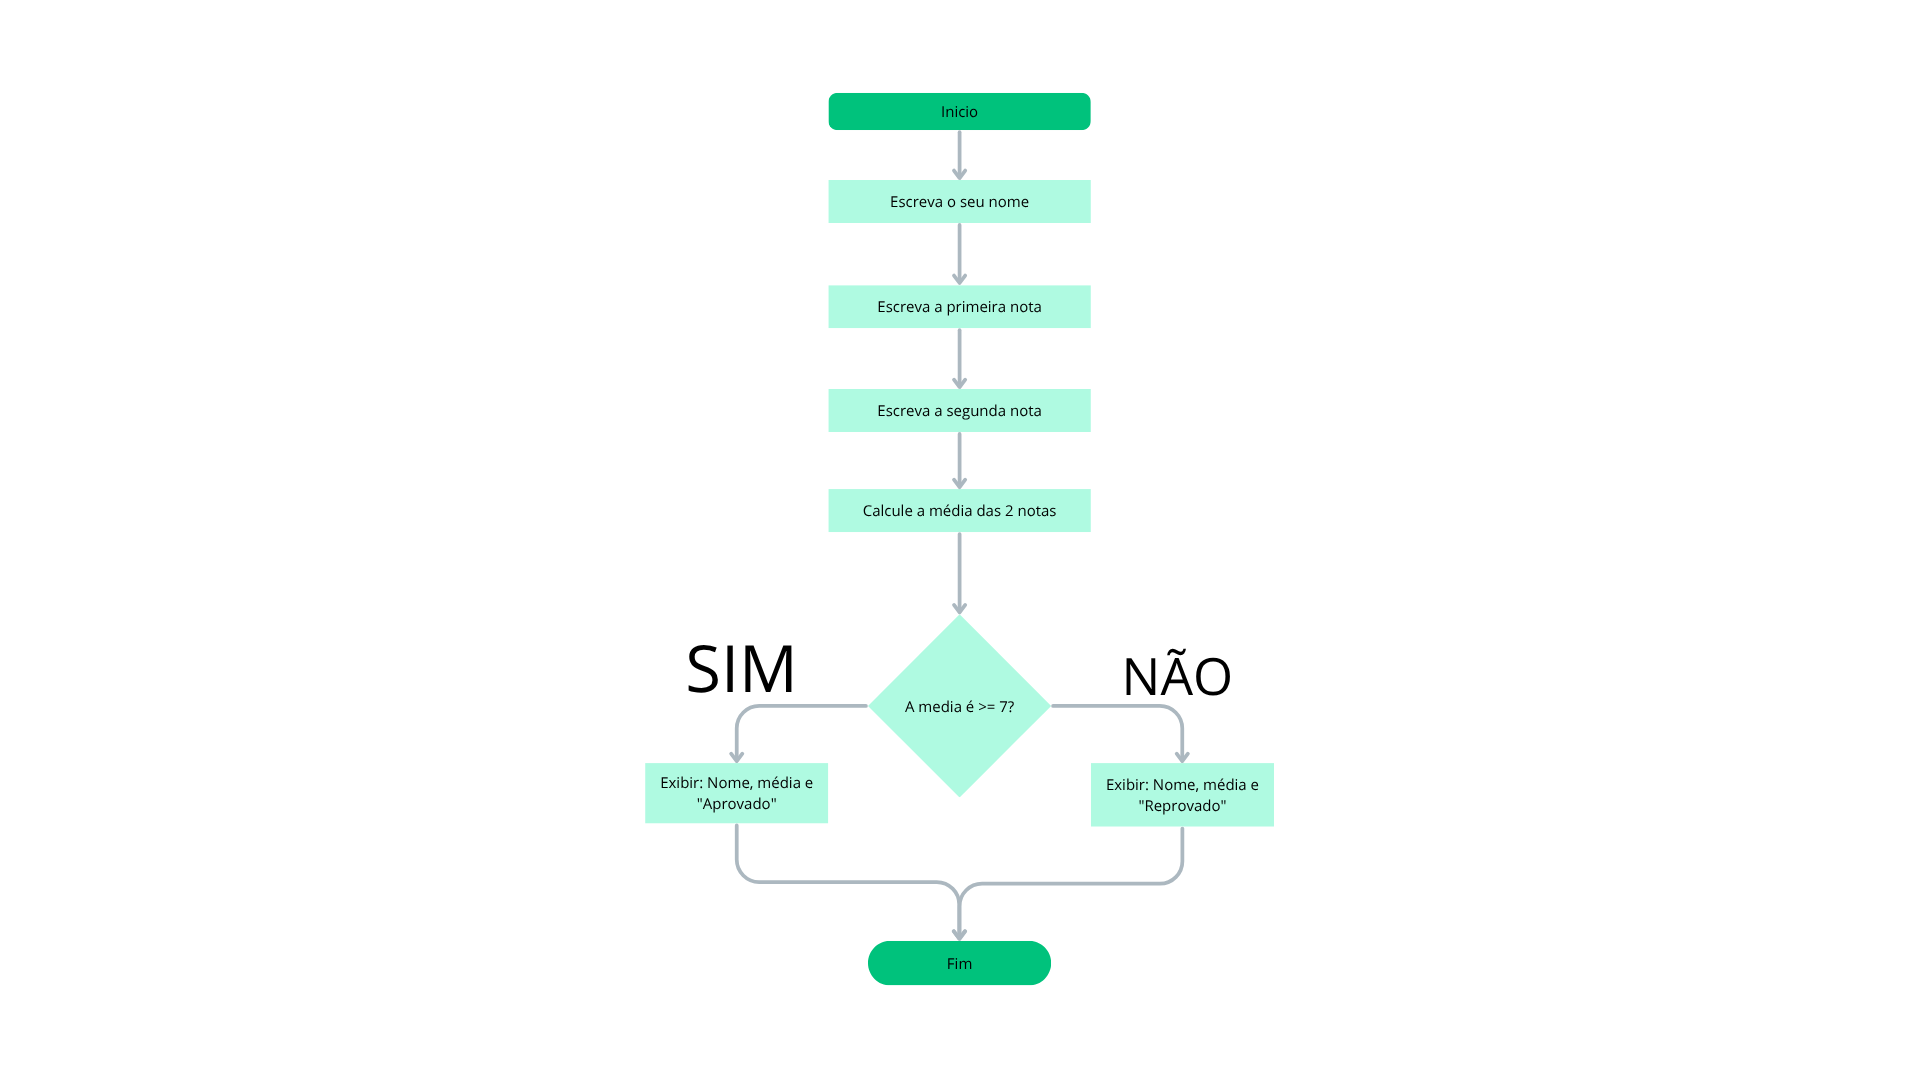 Inicio
Escreva o seu nome
Escreva a primeira nota
Escreva a segunda nota
Calcule a média das 2 notas
SIM
NÃO
A media é >= 7?
Exibir: Nome, média e
"Aprovado"
Exibir: Nome, média e
"Reprovado"
Fim